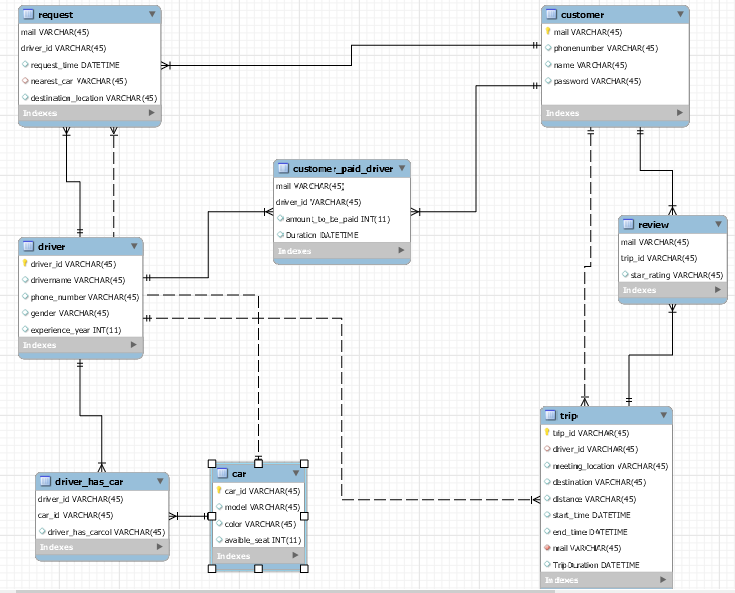 request
mail VARCHAR(45)
driver_id VARCHAR(45)
request_time DATETIME
nearest_car VARCHAR(45)
destination_location VARCHAR(45)
Indexes
customer
mail VARCHAR(45)
phonenumber VARCHAR(45)
name VARCHAR(45)
password VARCHAR(45)
Indexes
customer_paid_driver
mail VARCHAR(45)
driver_id VARCHAR(45)
amount_to_be_paid INT(11)
Duration DATETIME
Indexes
review
mail VARCHAR(45)
trip_id VARCHAR(45)
star_rating VARCHAR(45)
Indexes
driver
driver_id VARCHAR(45)
drivername VARCHAR(45)
phone_number VARCHAR(45)
gender VARCHAR(45)
experience_year INT(11)
Indexes
trip
trip_id VARCHAR(45)
driver_id VARCHAR(45)
meeting_location VARCHAR(45)
destination VARCHAR(45)
distance VARCHAR(45)
start_time DATETIME
end_time DATETIME
mail VARCHAR(45)
TripDuration DATETIME
Indexes
driver_has_car
driver_id VARCHAR(45)
car_id VARCHAR(45)
driver_has_carcol VARCHAR(45)
Indexes
car
car_id VARCHAR(45)
model VARCHAR(45)
color VARCHAR(45)
avaible_seat INT(11)
Indexes